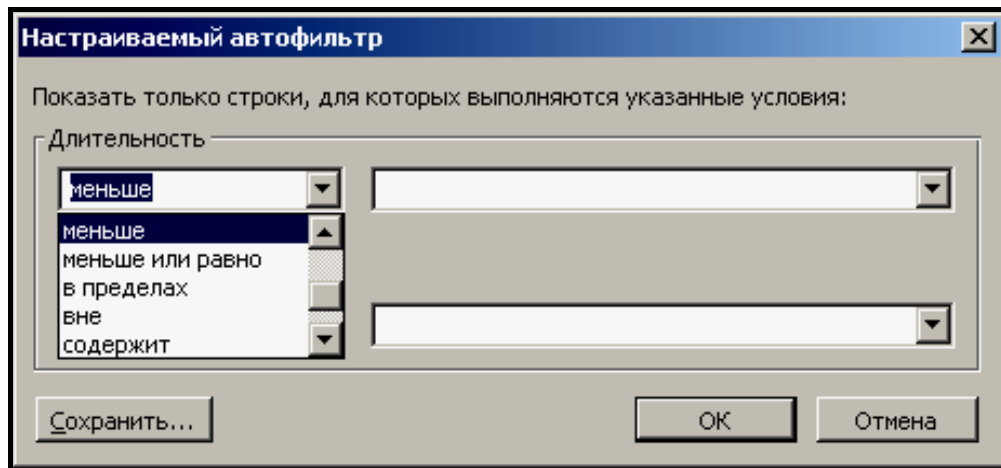 Настраиваемый автофильтр
Показать только строки, для которых выполняются указанные условия:
Длительность
меньше
меньше
меньше или равно
в пределах
вне
содержит
Сохранить...
ОК
Отмена